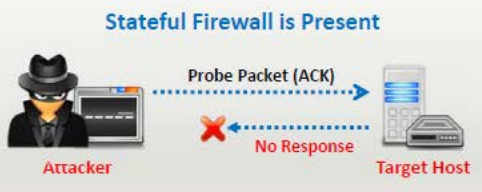 Stateful Firewall is Present
Probe Packet (ACK)
No Response
Attacker
Target Host